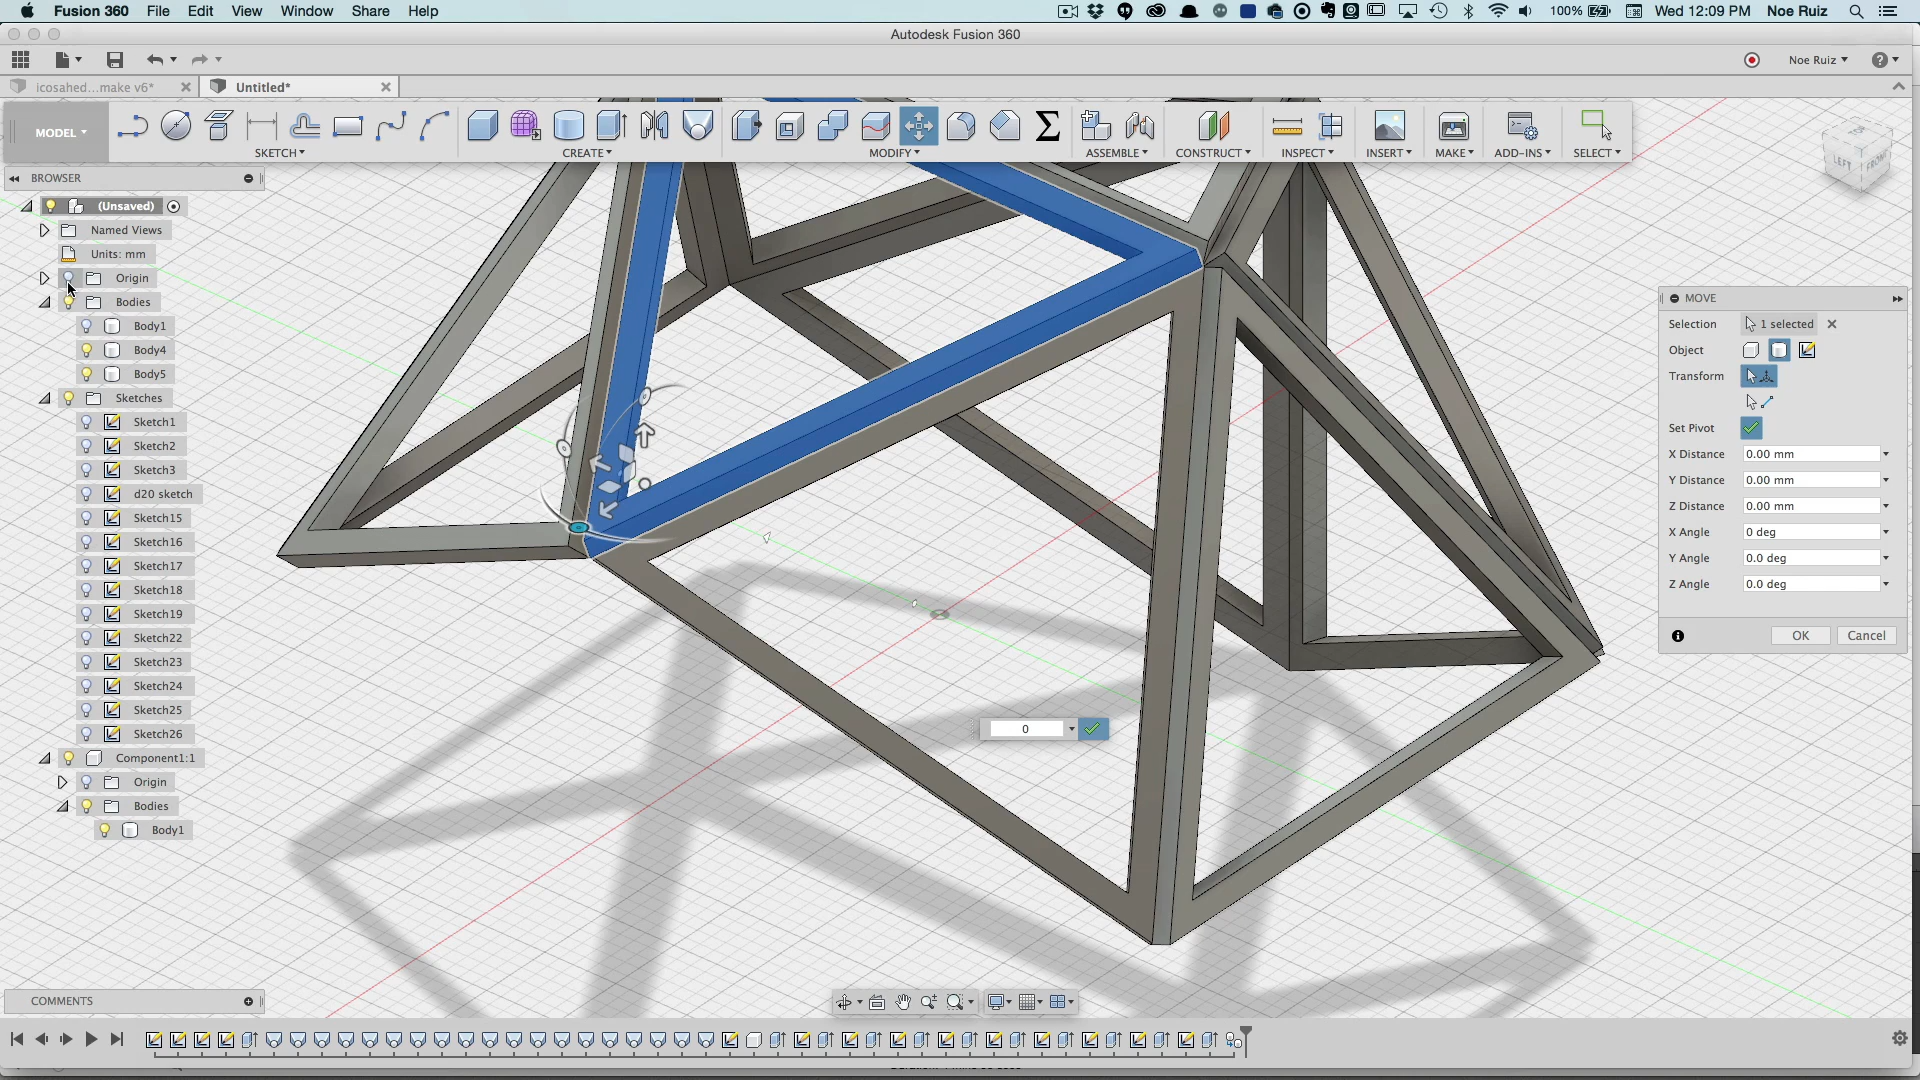 Fusion 360 File Edit View Window Share Help 100% Wed 12:09 PM Noe Ruiz
Autodesk Fusion 360
Noe Ruiz
icosahed...make v6* Untitled*
MODEL SKETCH CREATE MODIFY ASSEMBLE CONSTRUCT INSPECT INSERT MAKE ADD-INS SELECT
LEFT FRONT
BROWSER
(Unsaved)
Named Views
Units: mm
Origin
Bodies
Body1
Body4
Body5
Sketches
Sketch1
Sketch2
Sketch3
d20 sketch
Sketch15
Sketch16
Sketch17
Sketch18
Sketch19
Sketch22
Sketch23
Sketch24
Sketch25
Sketch26
Component1:1
Origin
Bodies
Body1
MOVE
Selection 1 selected
Object
Transform
Set Pivot
X Distance 0.00 mm
Y Distance 0.00 mm
Z Distance 0.00 mm
X Angle 0 deg
Y Angle 0.0 deg
Z Angle 0.0 deg
OK Cancel
0
COMMENTS